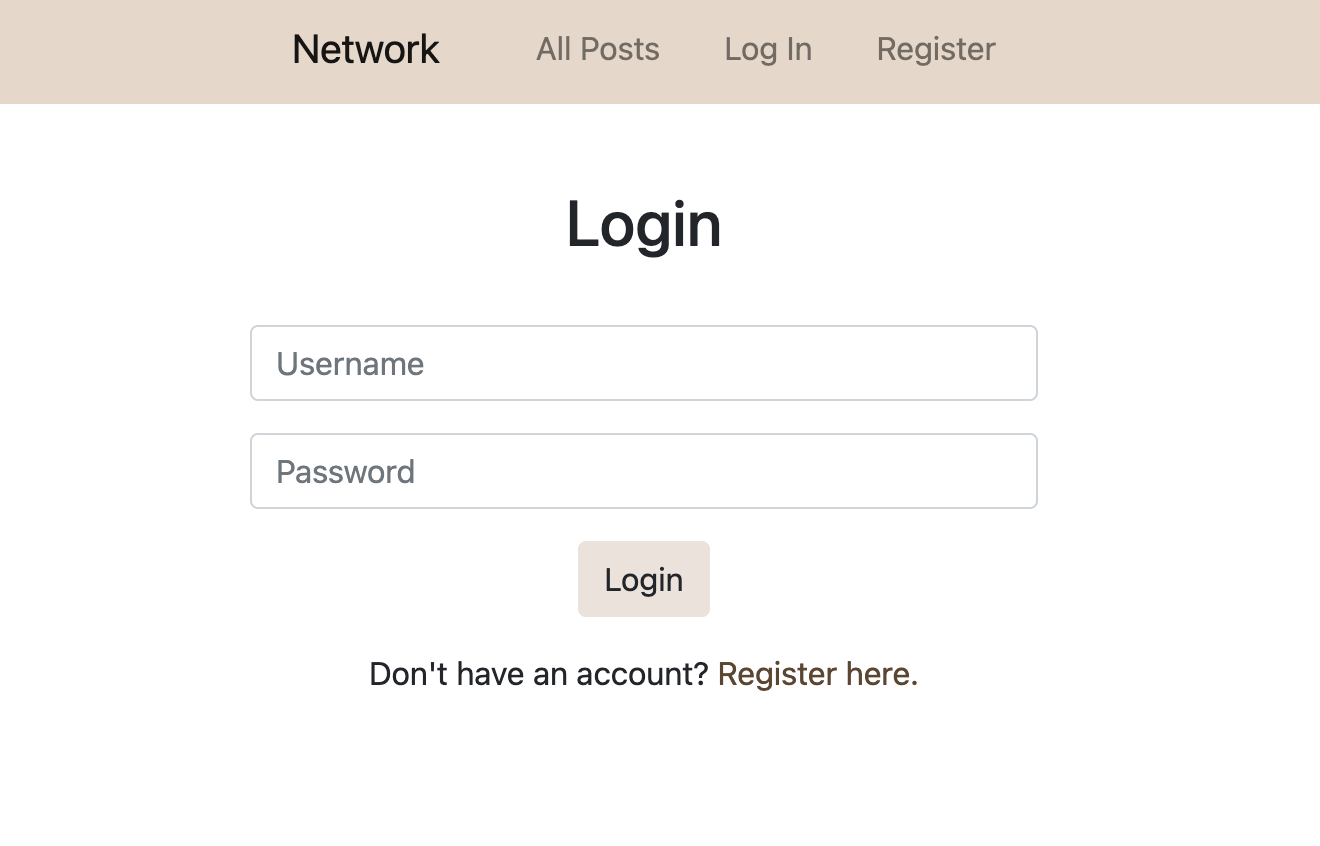 Network All Posts Log In Register
Login
Username
Password
Login
Don't have an account? Register here.